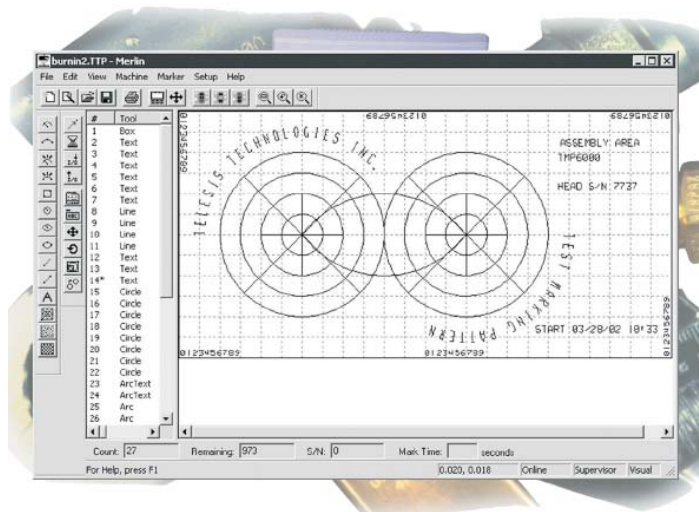 burnin2.TTP - Merlin
File Edit View Machine Marker Setup Help
# Tool
1 Box
2 Text
3 Text
4 Text
5 Text
6 Text
7 Text
8 Line
9 Line
10 Line
11 Line
12 Text
13 Text
14* Text
15 Circle
16 Circle
17 Circle
18 Circle
19 Circle
20 Circle
21 Circle
22 Circle
23 ArcText
24 ArcText
25 Arc
26 Arc
0123456789
0123456789
0123456789
0123456789
TELESIS TECHNOLOGIES INC.
ASSEMBLY: AREA
TMP6000
HEAD S/N:7737
TEST MARKING PATTERN
START:03/28/02 10:33
0123456789
0123456789
0123456789
A
Count: 27 Remaining: 973 S/N: 0 Mark Time: seconds
For Help, press F1 0.020, 0.018 Online Supervisor Visual